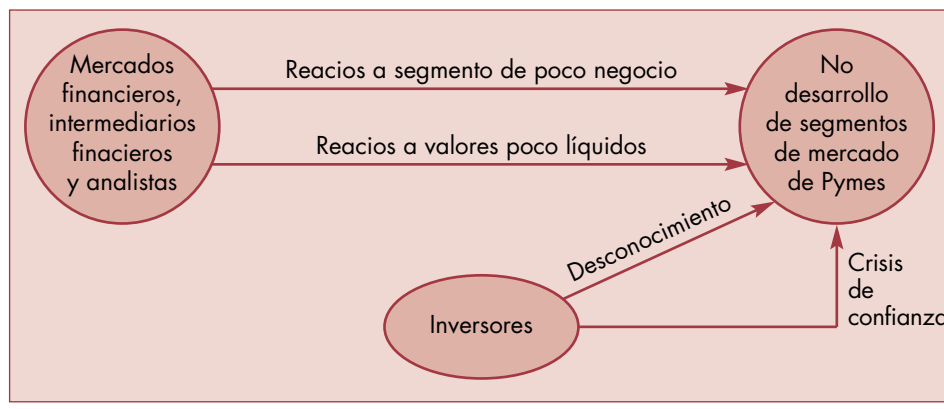 Mercados
financieros,
intermediarios
finacieros
y analistas
Reacios a segmento de poco negocio
Reacios a valores poco líquidos
No
desarrollo
de segmentos
de mercado
de Pymes
Desconocimiento
Inversores
Crisis
de
confianza